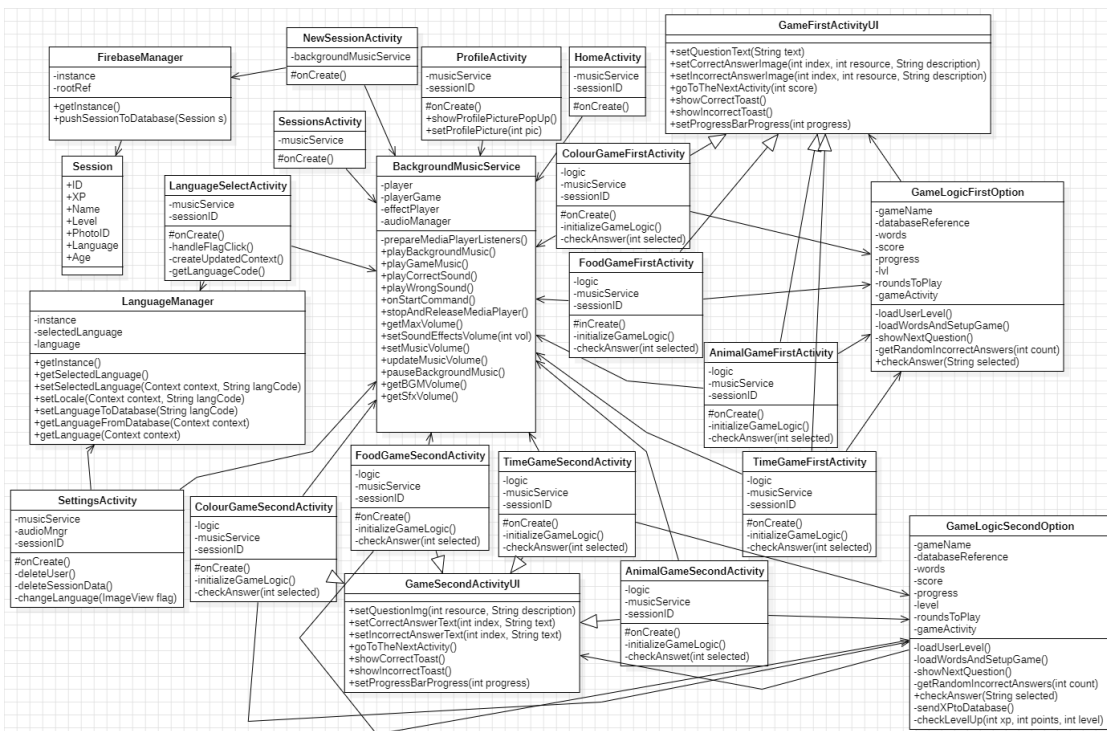 FirebaseManager
-instance
-rootRef
+getInstance()
+pushSessionToDatabase(Session s)
NewSessionActivity
-backgroundMusicService
#onCreate()
ProfileActivity
-musicService
-sessionID
#onCreate()
+showProfilePicturePopUp()
+setProfilePicture(int pic)
HomeActivity
-musicService
-sessionID
#onCreate()
GameFirstActivityUI
+setQuestionText(String text)
+setCorrectAnswerImage(int index, int resource, String description)
+setIncorrectAnswerImage(int index, int resource, String description)
+goToTheNextActivity(int score)
+showCorrectToast()
+showIncorrectToast()
+setProgressBarProgress(int progress)
SessionsActivity
-musicService
#onCreate()
Session
+ID
+XP
+Name
+Level
+PhotoID
+Language
+Age
LanguageSelectActivity
-musicService
-sessionID
#onCreate()
-handleFlagClick()
-createUpdatedContext()
-getLanguageCode()
BackgroundMusicService
-player
-playerGame
-effectPlayer
-audioManager
-prepareMediaPlayerListeners()
+playBackgroundMusic()
+playGameMusic()
+playCorrectSound()
+playWrongSound()
+onStartCommand()
+stopAndReleaseMediaPlayer()
+getMaxVolume()
+setSoundEffectsVolume(int vol)
+setMusicVolume()
+updateMusicVolume()
+pauseBackgroundMusic()
+getBGMVolume()
+getSfxVolume()
ColourGameFirstActivity
-logic
-musicService
-sessionID
#onCreate()
-initializeGameLogic()
-checkAnswer(int selected)
GameLogicFirstOption
-gameName
-databaseReference
-words
-score
-progress
-lvl
-roundsToPlay
-gameActivity
-loadUserLevel()
-loadWordsAndSetupGame()
-showNextQuestion()
-getRandomIncorrectAnswers(int count)
+checkAnswer(String selected)
FoodGameFirstActivity
-logic
-musicService
-sessionID
#inCreate()
-initializeGameLogic()
-checkAnswer(int selected)
LanguageManager
-instance
-selectedLanguage
-language
+getInstance()
+getSelectedLanguage()
+setSelectedLanguage(Context context, String langCode)
+setLocale(Context context, String langCode)
+setLanguageToDatabase(String langCode)
+getLanguageFromDatabase(Context context)
+getLanguage(Context context)
AnimalGameFirstActivity
-logic
-musicService
-sessionID
#onCreate()
-initializeGameLogic()
-checkAnswer(int selected)
FoodGameSecondActivity
-logic
-musicService
-sessionID
#onCreate()
-initializeGameLogic()
-checkAnswer(int selected)
TimeGameSecondActivity
-logic
-musicService
-sessionID
#onCreate()
-initializeGameLogic()
-checkAnswer(int selected)
TimeGameFirstActivity
-logic
-musicService
-sessionID
#onCreate()
-initializeGameLogic()
-checkAnswer(int selected)
SettingsActivity
-musicService
-audioMngr
-sessionID
#onCreate()
-deleteUser()
-deleteSessionData()
-changeLanguage(ImageView flag)
ColourGameSecondActivity
-logic
-musicService
-sessionID
#onCreate()
-initializeGameLogic()
-checkAnswer(int selected)
GameSecondActivityUI
+setQuestionImg(int resource, String description)
+setCorrectAnswerText(int index, String text)
+setIncorrectAnswerText(int index, String text)
+goToTheNextActivity()
+showCorrectToast()
+showIncorrectToast()
+setProgressBarProgress(int progress)
AnimalGameSecondActivity
-logic
-musicService
-sessionID
#onCreate()
-initializeGameLogic()
-checkAnswet(int selected)
GameLogicSecondOption
-gameName
-databaseReference
-words
-score
-progress
-level
-roundsToPlay
-gameActivity
-loadUserLevel()
-loadWordsAndSetupGame()
-showNextQuestion()
-getRandomIncorrectAnswers(int count)
+checkAnswer(String selected)
-sendXPtoDatabase()
-checkLevelUp(int xp, int points, int level)